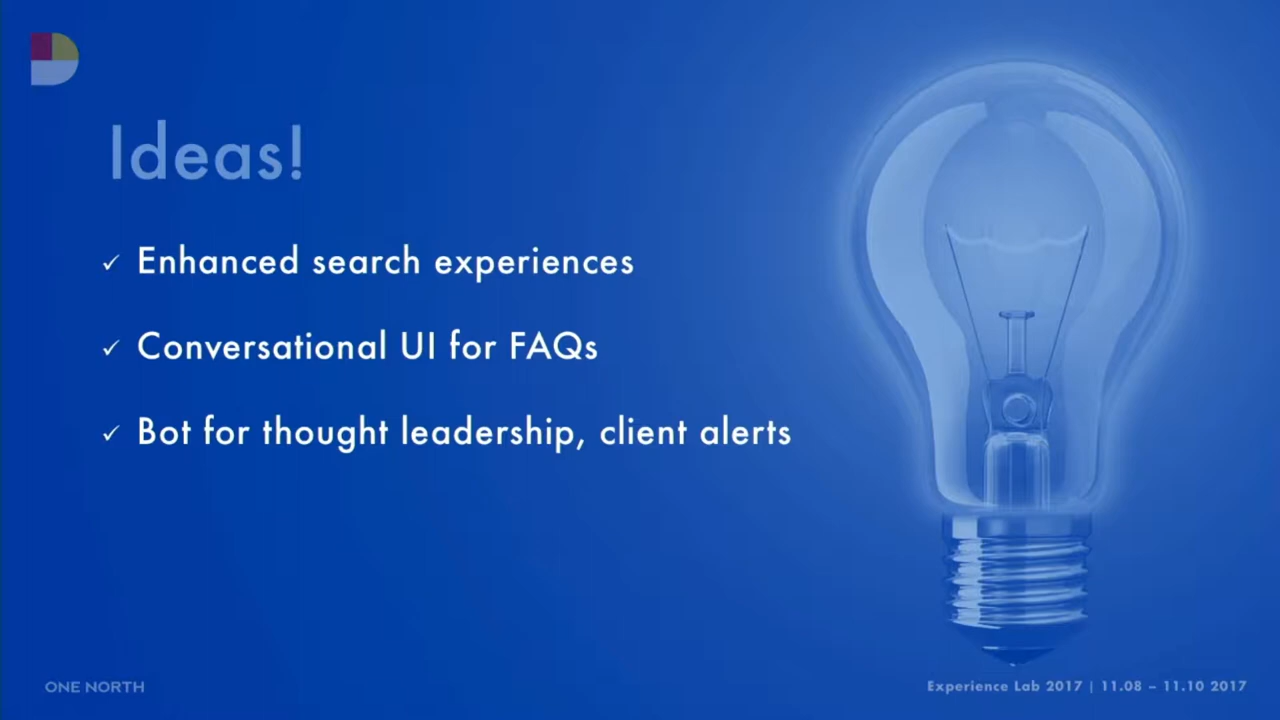 Ideas!
✓ Enhanced search experiences
✓ Conversational UI for FAQs
✓ Bot for thought leadership, client alerts
ONE NORTH
Experience Lab 2017 | 11.08 – 11.10 2017